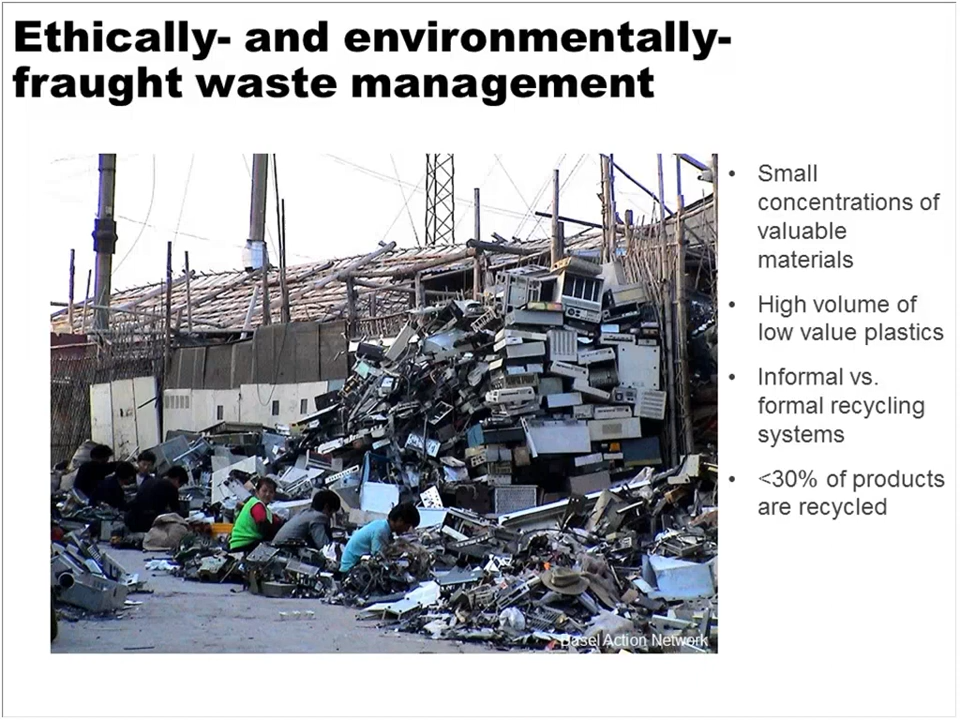 Ethically- and environmentally-
fraught waste management
• Small
concentrations of
valuable
materials
• High volume of
low value plastics
• Informal vs.
formal recycling
systems
• <30% of products
are recycled
Basel Action Network